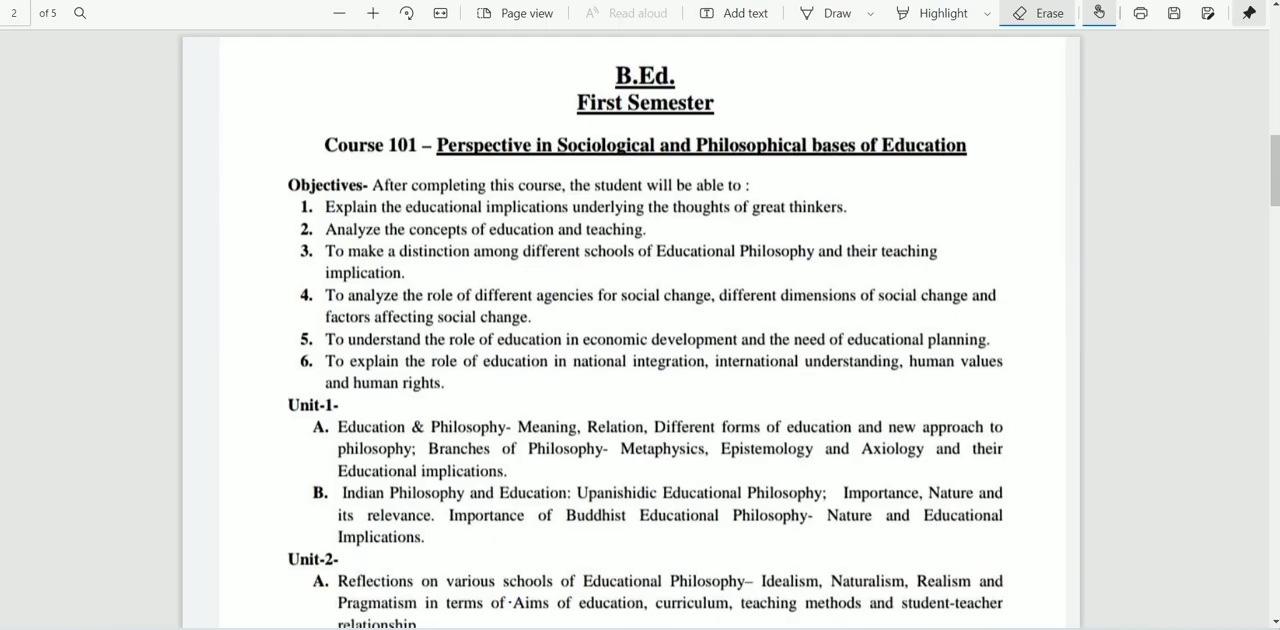 2 of 5 Page view Read aloud Add text Draw Highlight Erase
B.Ed.
First Semester
Course 101 – Perspective in Sociological and Philosophical bases of Education
Objectives- After completing this course, the student will be able to :
1. Explain the educational implications underlying the thoughts of great thinkers.
2. Analyze the concepts of education and teaching.
3. To make a distinction among different schools of Educational Philosophy and their teaching
implication.
4. To analyze the role of different agencies for social change, different dimensions of social change and
factors affecting social change.
5. To understand the role of education in economic development and the need of educational planning.
6. To explain the role of education in national integration, international understanding, human values
and human rights.
Unit-1-
A. Education & Philosophy- Meaning, Relation, Different forms of education and new approach to
philosophy; Branches of Philosophy- Metaphysics, Epistemology and Axiology and their
Educational implications.
B. Indian Philosophy and Education: Upanishidic Educational Philosophy; Importance, Nature and
its relevance. Importance of Buddhist Educational Philosophy- Nature and Educational
Implications.
Unit-2-
A. Reflections on various schools of Educational Philosophy– Idealism, Naturalism, Realism and
Pragmatism in terms of Aims of education, curriculum, teaching methods and student-teacher
relationship